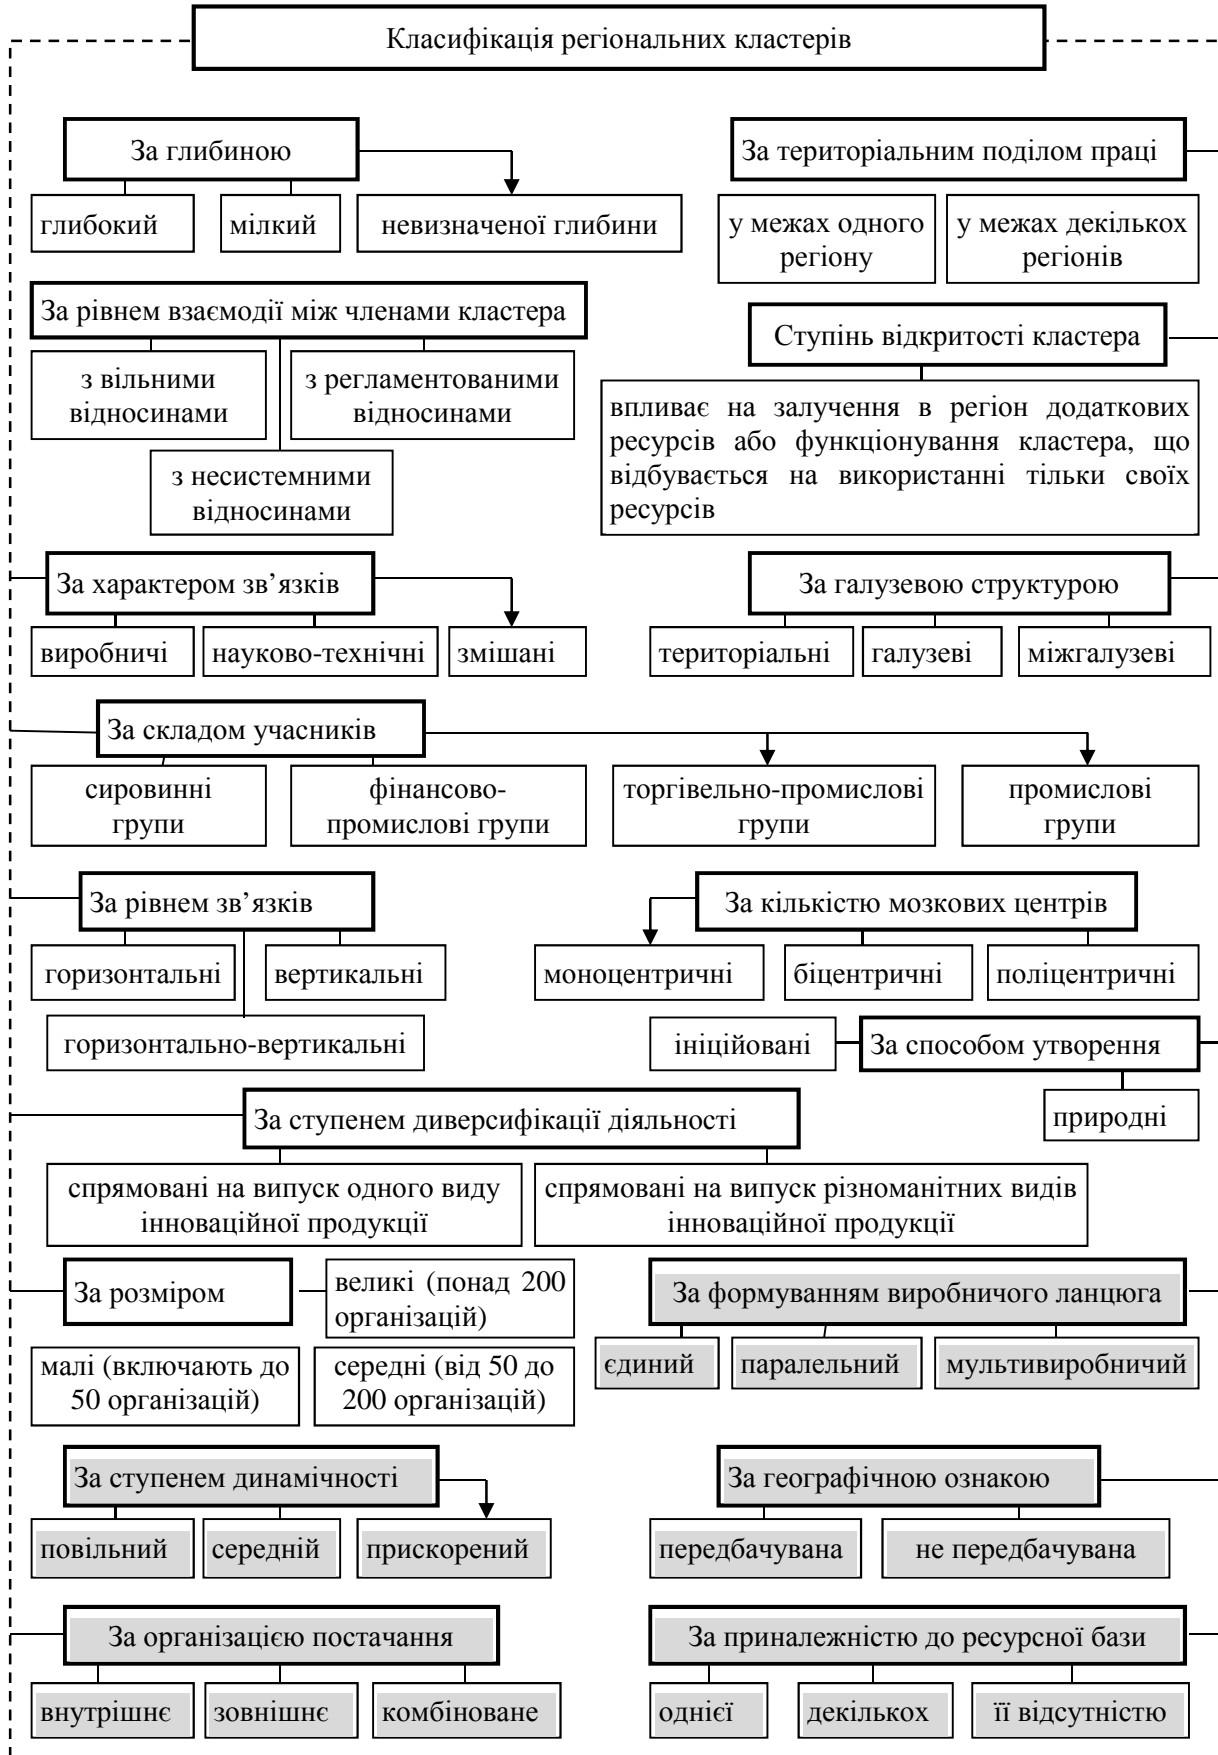 Класифікація регіональних кластерів
За глибиною
глибокий
мілкий
невизначеної глибини
За територіальним поділом праці
у межах одного
регіону
у межах декількох
регіонів
За рівнем взаємодії між членами кластера
з вільними
відносинами
з регламентованими
відносинами
з несистемними
відносинами
Ступінь відкритості кластера
впливає на залучення в регіон додаткових
ресурсів або функціонування кластера, що
відбувається на використанні тільки своїх
ресурсів
За характером зв’язків
виробничі
науково-технічні
змішані
За галузевою структурою
територіальні
галузеві
міжгалузеві
За складом учасників
сировинні
групи
фінансово-
промислові групи
торгівельно-промислові
групи
промислові
групи
За рівнем зв’язків
горизонтальні
вертикальні
горизонтально-вертикальні
За кількістю мозкових центрів
моноцентричні
біцентричні
поліцентричні
ініційовані
За способом утворення
природні
За ступенем диверсифікації діяльності
спрямовані на випуск одного виду
інноваційної продукції
спрямовані на випуск різноманітних видів
інноваційної продукції
За розміром
великі (понад 200
організацій)
малі (включають до
50 організацій)
середні (від 50 до
200 організацій)
За формуванням виробничого ланцюга
єдиний
паралельний
мультивиробничий
За ступенем динамічності
повільний
середній
прискорений
За географічною ознакою
передбачувана
не передбачувана
За організацією постачання
внутрішнє
зовнішнє
комбіноване
За приналежністю до ресурсної бази
однієї
декількох
її відсутністю